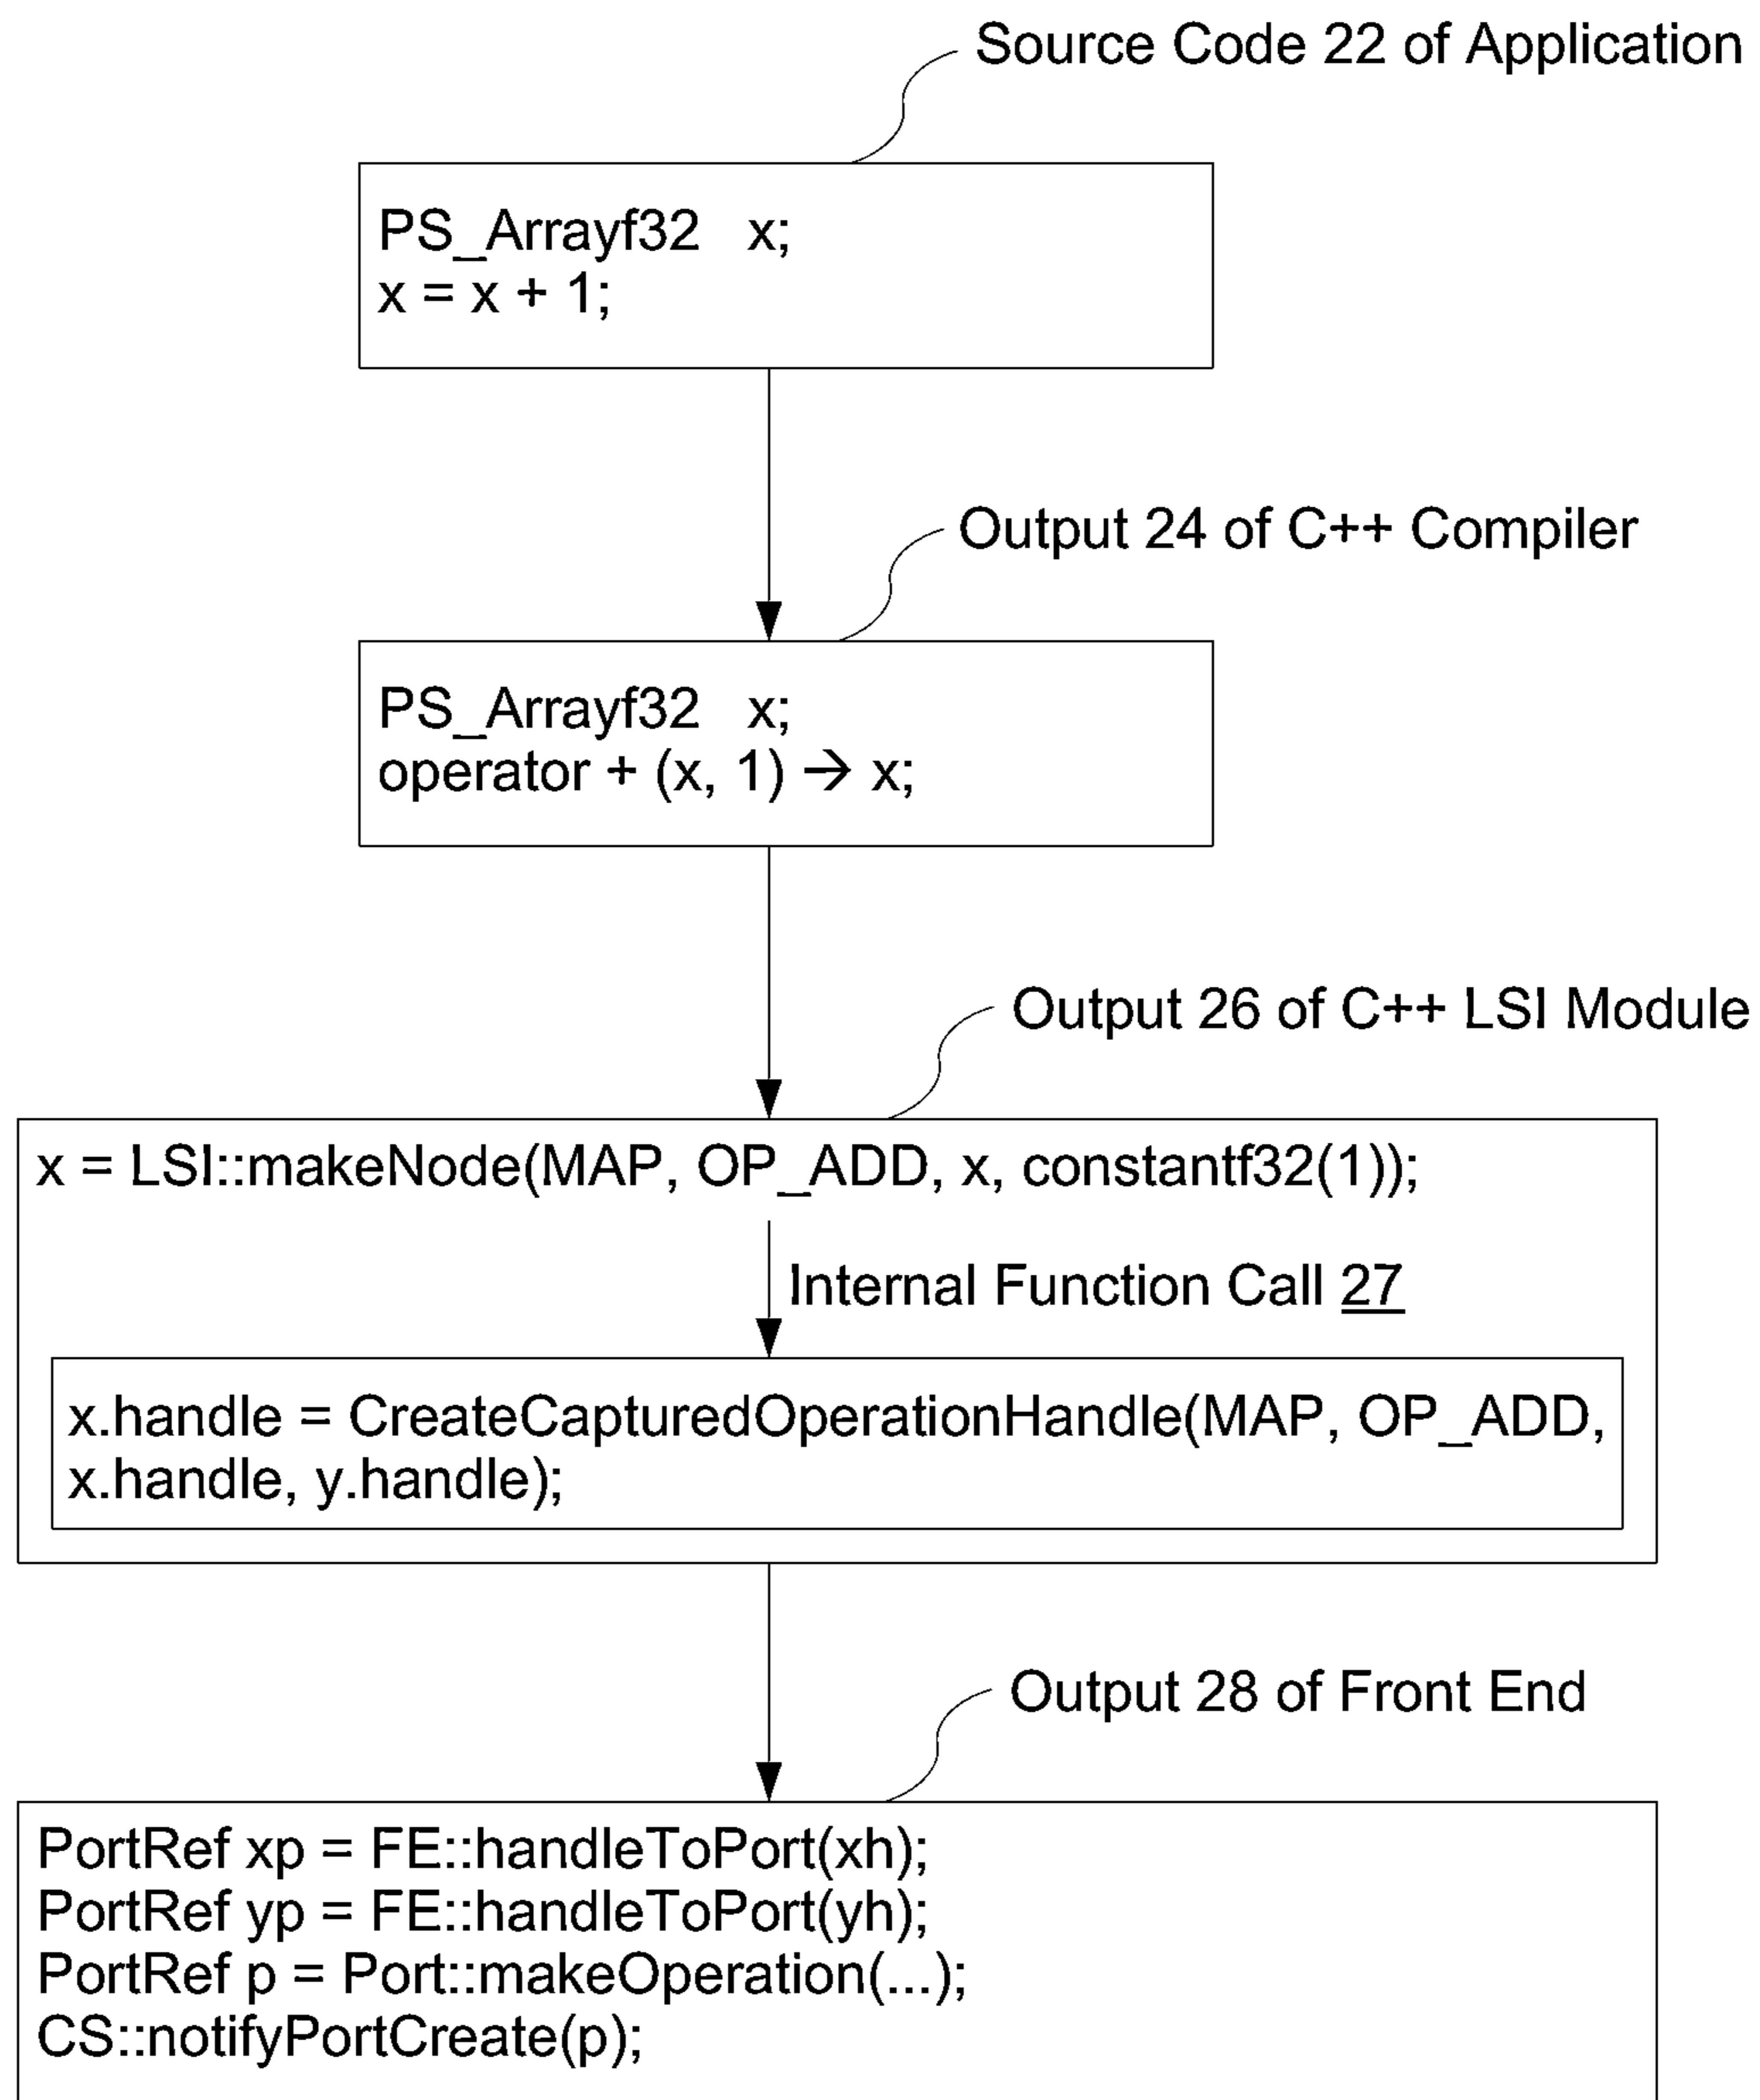 Source Code 22 of Application
PS_Arrayf32   x;
x = x + 1;
Output 24 of C++ Compiler
PS_Arrayf32   x;
operator + (x, 1) → x;
Output 26 of C++ LSI Module
x = LSI::makeNode(MAP, OP_ADD, x, constantf32(1));
Internal Function Call 27
x.handle = CreateCapturedOperationHandle(MAP, OP_ADD,
x.handle, y.handle);
Output 28 of Front End
PortRef xp = FE::handleToPort(xh);
PortRef yp = FE::handleToPort(yh);
PortRef p = Port::makeOperation(...);
CS::notifyPortCreate(p);